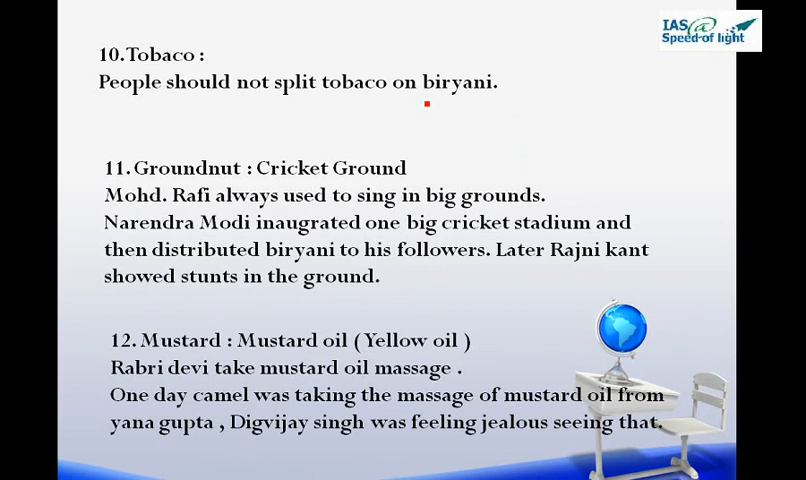 IAS@
Speed of light
10. Tobaco :
People should not split tobaco on biryani.
11. Groundnut : Cricket Ground
Mohd. Rafi always used to sing in big grounds.
Narendra Modi inaugrated one big cricket stadium and
then distributed biryani to his followers. Later Rajni kant
showed stunts in the ground.
12. Mustard : Mustard oil ( Yellow oil )
Rabri devi take mustard oil massage .
One day camel was taking the massage of mustard oil from
yana gupta , Digvijay singh was feeling jealous seeing that.